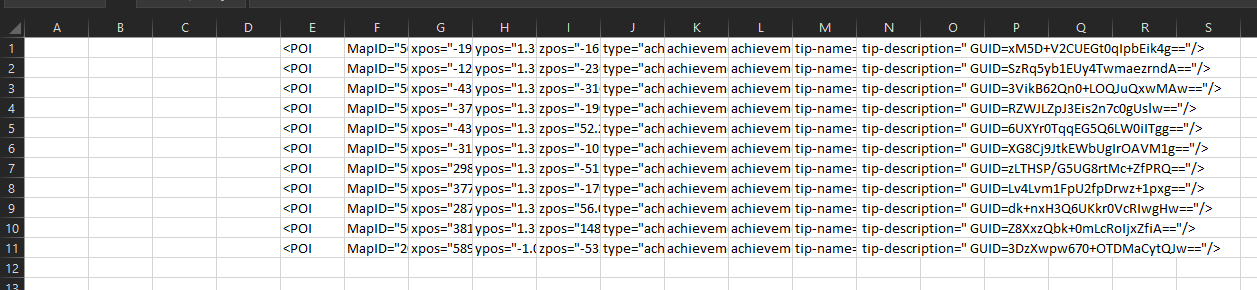 A B C D E F G H I J K L M N O P Q R S
1 <POI MapID="5 xpos="-19 ypos="1.3 zpos="-16 type="ach achievem achievem tip-name= tip-description=" GUID=xM5D+V2CUEGt0qIpbEik4g=="/>
2 <POI MapID="5 xpos="-12 ypos="1.3 zpos="-23 type="ach achievem achievem tip-name= tip-description=" GUID=SzRq5yb1EUy4TwmaezrndA=="/>
3 <POI MapID="5 xpos="-43 ypos="1.3 zpos="-31 type="ach achievem achievem tip-name= tip-description=" GUID=3VikB62Qn0+LOQJuQxwMAw=="/>
4 <POI MapID="5 xpos="-37 ypos="1.3 zpos="-19 type="ach achievem achievem tip-name= tip-description=" GUID=RZWJLZpJ3Eis2n7c0gUsIw=="/>
5 <POI MapID="5 xpos="-43 ypos="1.3 zpos="52. type="ach achievem achievem tip-name= tip-description=" GUID=6UXYr0TqqEG5Q6LW0iITgg=="/>
6 <POI MapID="5 xpos="-31 ypos="1.3 zpos="-10 type="ach achievem achievem tip-name= tip-description=" GUID=XG8Cj9JtkEWbUgIrOAVM1g=="/>
7 <POI MapID="5 xpos="298 ypos="1.3 zpos="-51 type="ach achievem achievem tip-name= tip-description=" GUID=zLTHSP/G5UG8rtMc+ZfPRQ=="/>
8 <POI MapID="5 xpos="377 ypos="1.3 zpos="-17 type="ach achievem achievem tip-name= tip-description=" GUID=Lv4Lvm1FpU2fpDrwz+1pxg=="/>
9 <POI MapID="5 xpos="287 ypos="1.3 zpos="56. type="ach achievem achievem tip-name= tip-description=" GUID=dk+nxH3Q6UKkr0VcRIwgHw=="/>
10 <POI MapID="5 xpos="381 ypos="1.3 zpos="148 type="ach achievem achievem tip-name= tip-description=" GUID=Z8XxzQbk+0mLcRoIjxZfiA=="/>
11 <POI MapID="2 xpos="589 ypos="-1.0 zpos="-53 type="ach achievem achievem tip-name= tip-description=" GUID=3DzXwpw670+OTDMaCytQJw=="/>
12
13